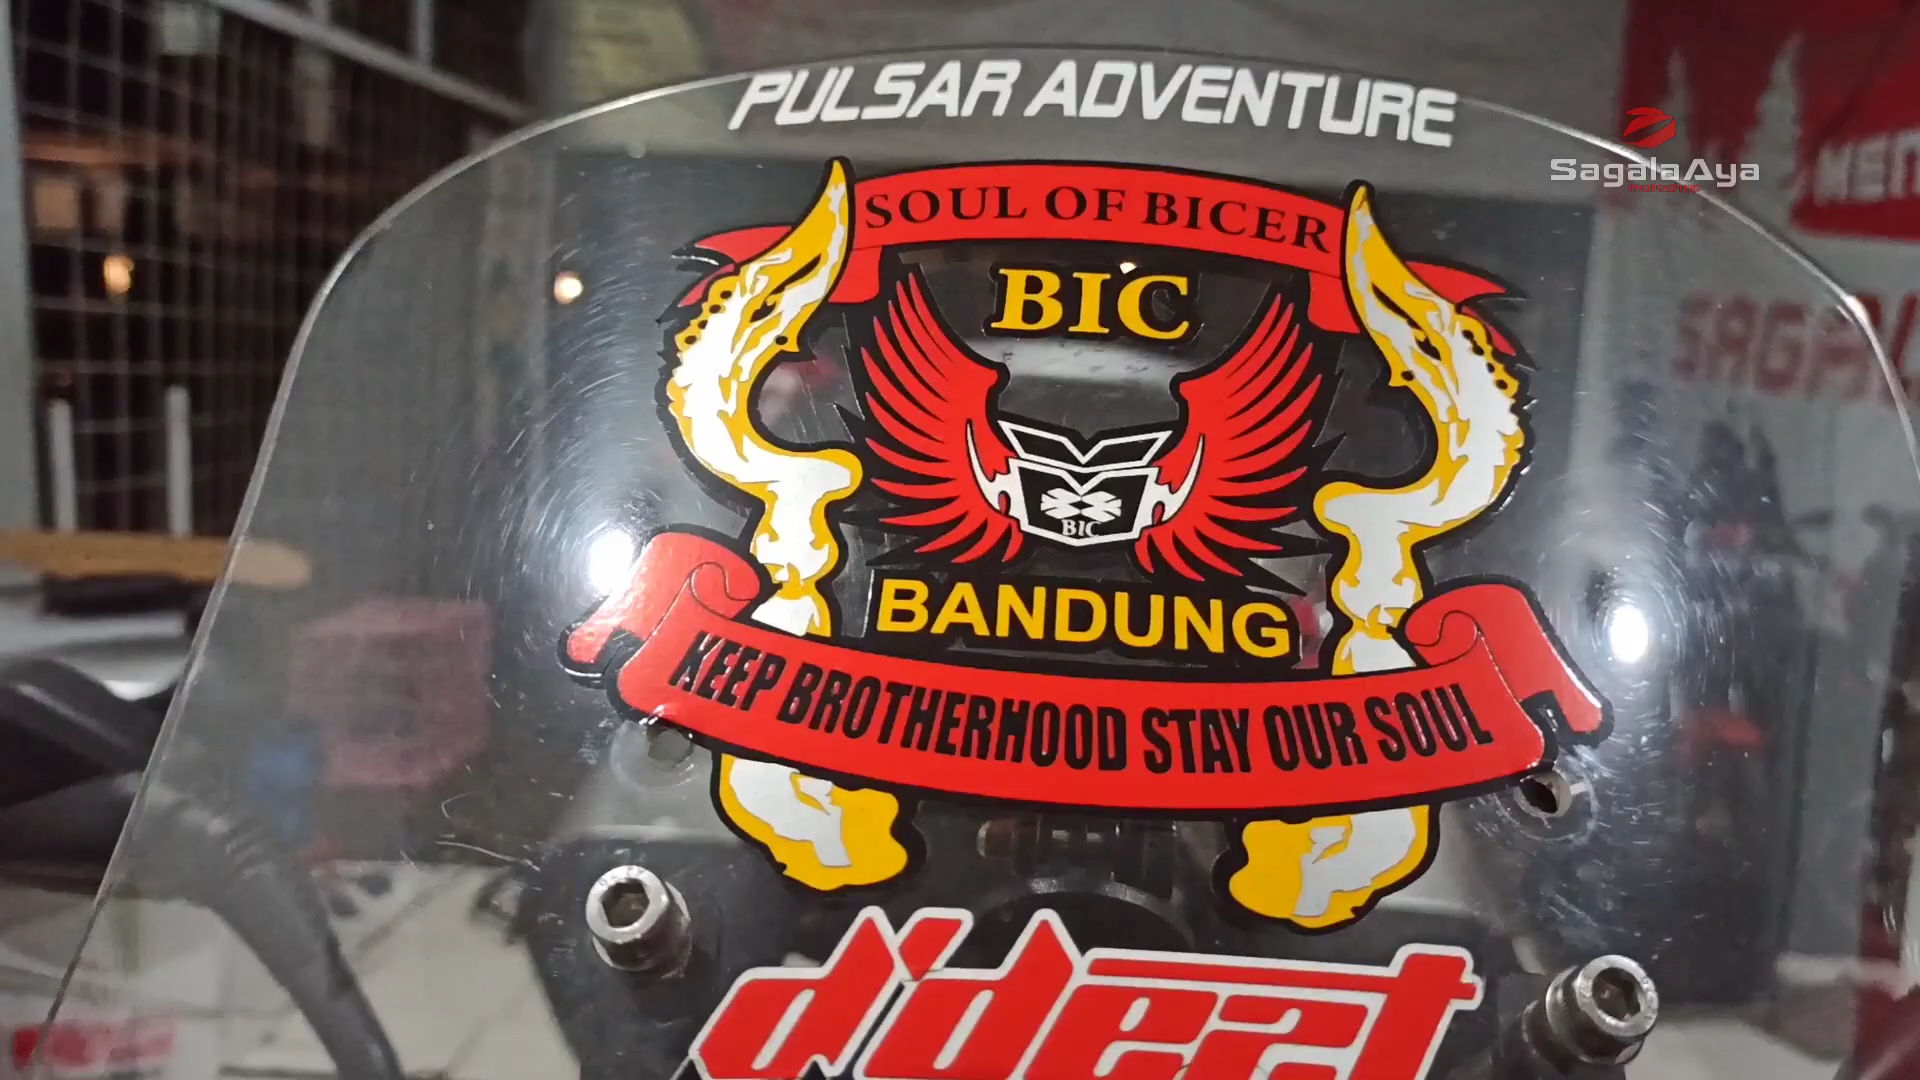 PULSAR ADVENTURE
SagalaAya
SOUL OF BICER
BIC
BIC
BANDUNG
KEEP BROTHERHOOD STAY OUR SOUL